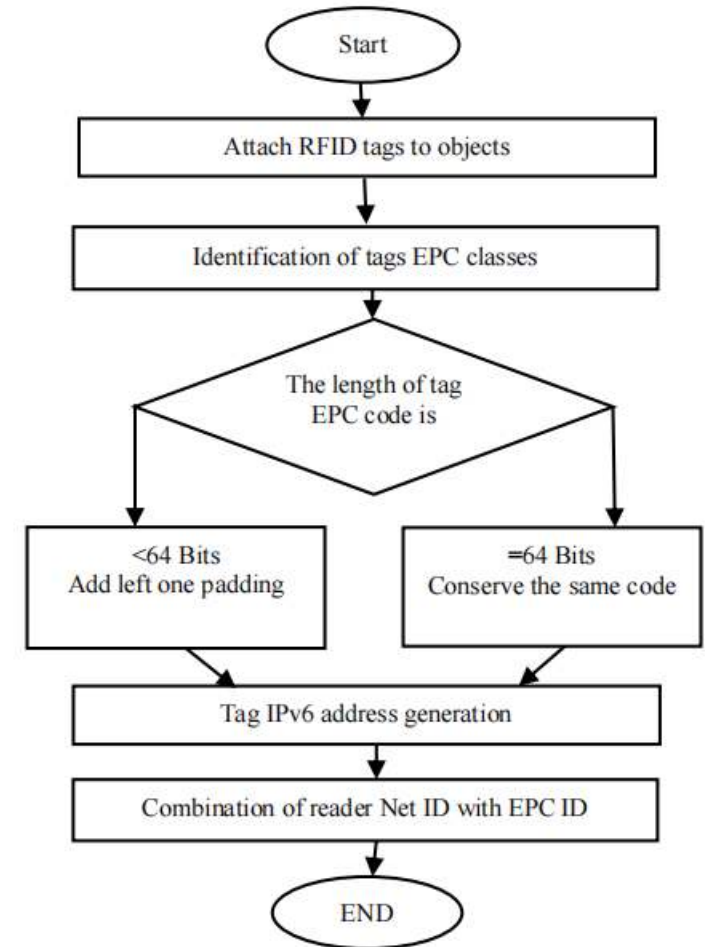 Start
Attach RFID tags to objects
Identification of tags EPC classes
The length of tag
EPC code is
<64 Bits
Add left one padding
=64 Bits
Conserve the same code
Tag IPv6 address generation
Combination of reader Net ID with EPC ID
END